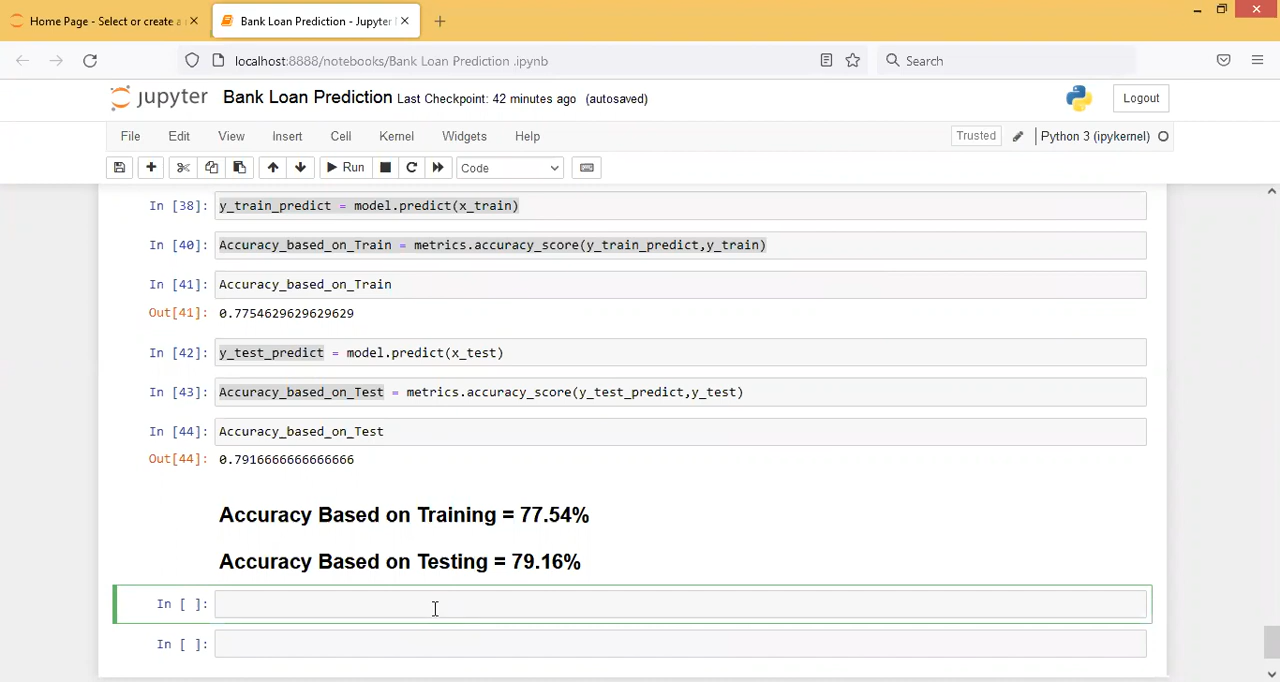 Home Page - Select or create a
Bank Loan Prediction - Jupyter
localhost:8888/notebooks/Bank Loan Prediction .ipynb
Search
jupyter Bank Loan Prediction Last Checkpoint: 42 minutes ago (autosaved)
Logout
File Edit View Insert Cell Kernel Widgets Help
Trusted
Python 3 (ipykernel)
Run
Code
In [38]: y_train_predict = model.predict(x_train)
In [40]: Accuracy_based_on_Train = metrics.accuracy_score(y_train_predict,y_train)
In [41]: Accuracy_based_on_Train
Out[41]: 0.7754629629629629
In [42]: y_test_predict = model.predict(x_test)
In [43]: Accuracy_based_on_Test = metrics.accuracy_score(y_test_predict,y_test)
In [44]: Accuracy_based_on_Test
Out[44]: 0.7916666666666666
Accuracy Based on Training = 77.54%
Accuracy Based on Testing = 79.16%
In [ ]:
In [ ]: